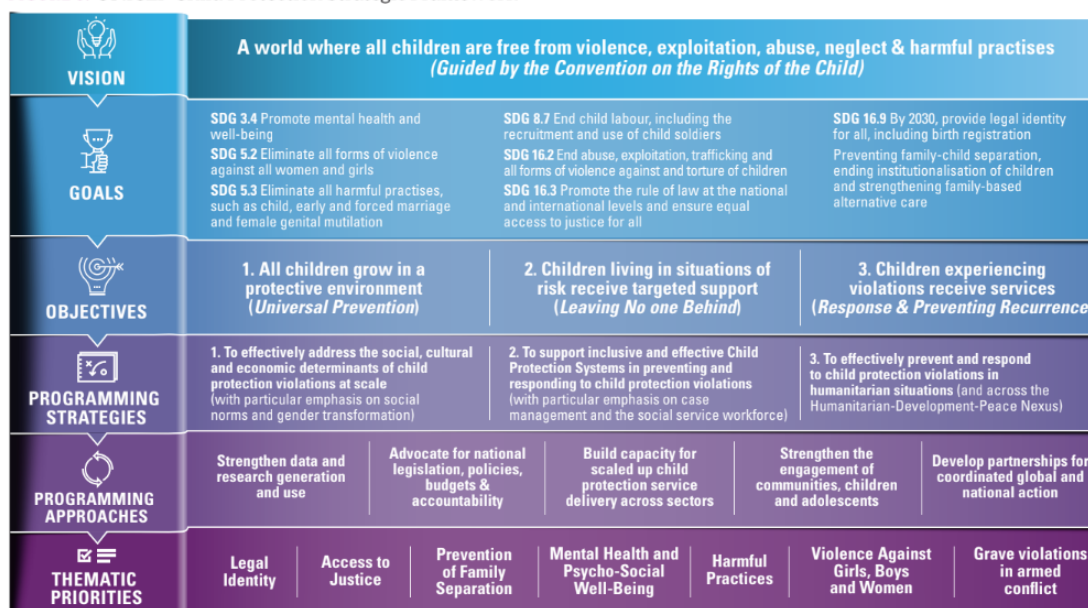 VISION
A world where all children are free from violence, exploitation, abuse, neglect & harmful practises
(Guided by the Convention on the Rights of the Child)
GOALS
SDG 3.4 Promote mental health and
well-being
SDG 5.2 Eliminate all forms of violence
against all women and girls
SDG 5.3 Eliminate all harmful practises,
such as child, early and forced marriage
and female genital mutilation
SDG 8.7 End child labour, including the
recruitment and use of child soldiers
SDG 16.2 End abuse, exploitation, trafficking and
all forms of violence against and torture of children
SDG 16.3 Promote the rule of law at the national
and international levels and ensure equal
access to justice for all
SDG 16.9 By 2030, provide legal identity
for all, including birth registration
Preventing family-child separation,
ending institutionalisation of children
and strengthening family-based
alternative care
OBJECTIVES
1. All children grow in a
protective environment
(Universal Prevention)
2. Children living in situations of
risk receive targeted support
(Leaving No one Behind)
3. Children experiencing
violations receive services
(Response & Preventing Recurrence
PROGRAMMING
STRATEGIES
1. To effectively address the social, cultural
and economic determinants of child
protection violations at scale
(with particular emphasis on social
norms and gender transformation)
2. To support inclusive and effective Child
Protection Systems in preventing and
responding to child protection violations
(with particular emphasis on case
management and the social service workforce)
3. To effectively prevent and respond
to child protection violations in
humanitarian situations (and across the
Humanitarian-Development-Peace Nexus)
PROGRAMMING
APPROACHES
Strengthen data and
research generation
and use
Advocate for national
legislation, policies,
budgets &
accountability
Build capacity for
scaled up child
protection service
delivery across sectors
Strengthen the
engagement of
communities, children
and adolescents
Develop partnerships for
coordinated global and
national action
THEMATIC
PRIORITIES
Legal
Identity
Access to
Justice
Prevention
of Family
Separation
Mental Health and
Psycho-Social
Well-Being
Harmful
Practices
Violence Against
Girls, Boys
and Women
Grave violations
in armed
conflict